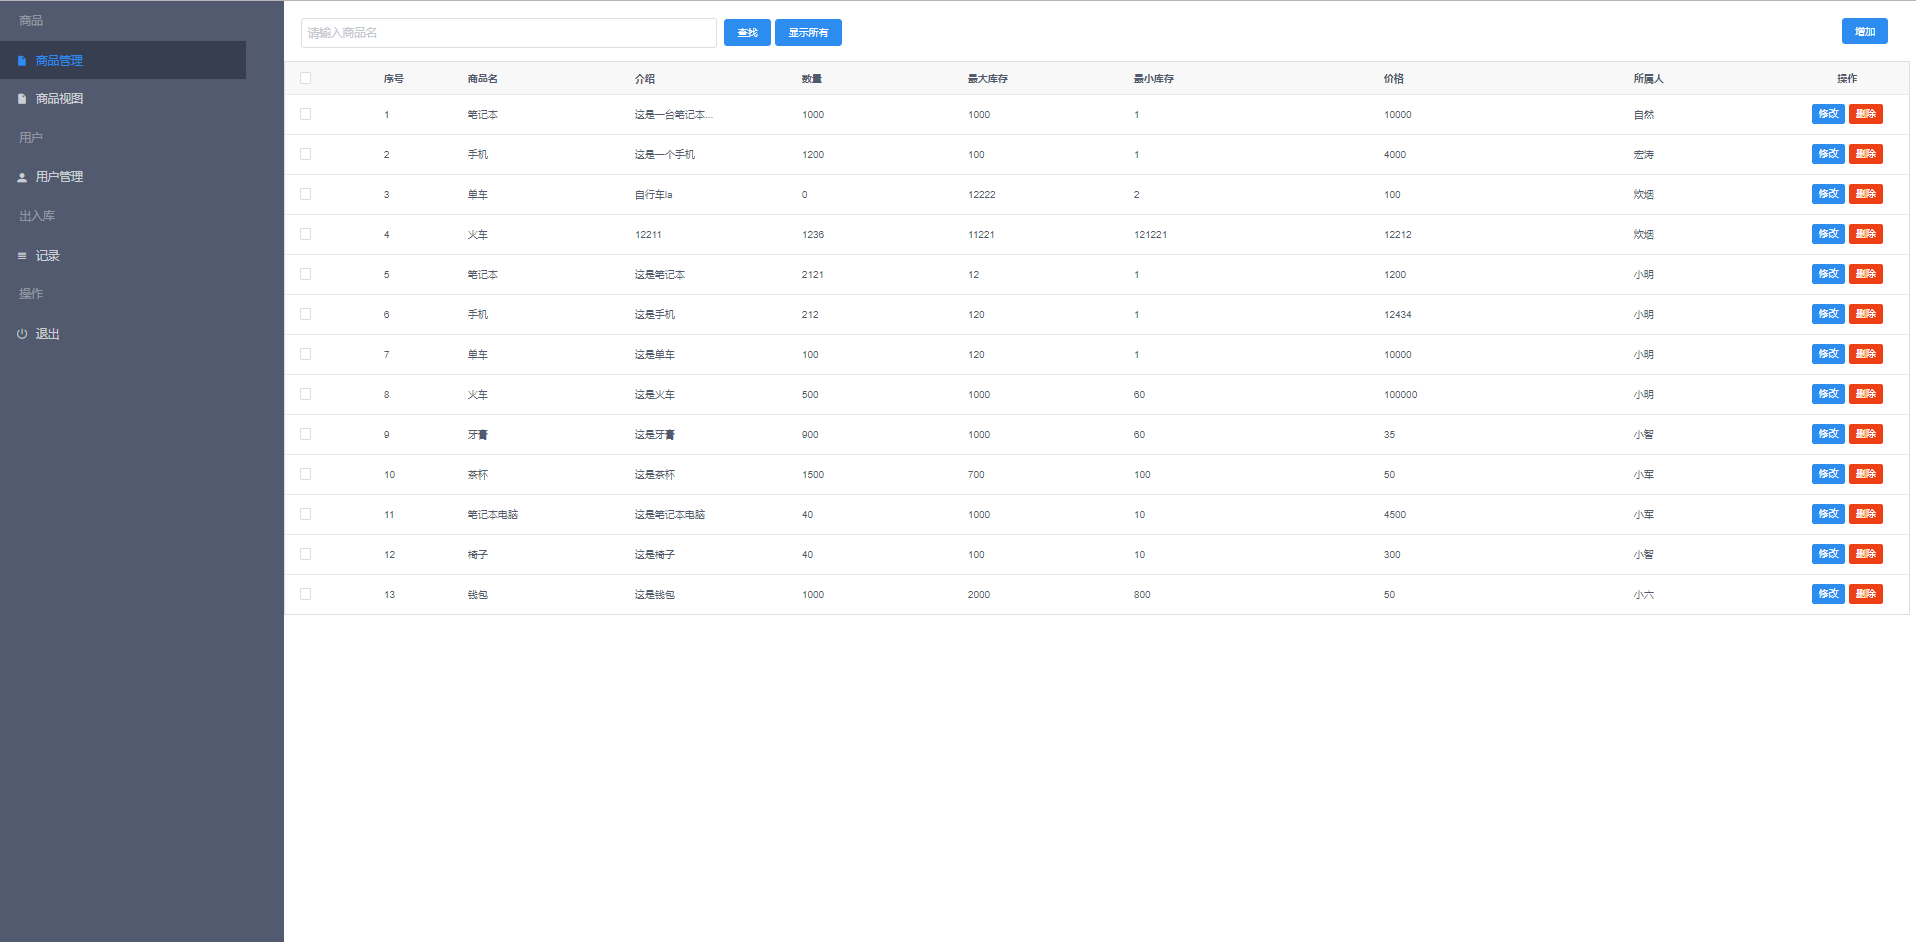 商品
商品管理
商品视图
用户
用户管理
出入库
记录
操作
退出
请输入商品名 查找 显示所有 增加
序号 商品名 介绍 数量 最大库存 最小库存 价格 所属人 操作
1 笔记本 这是一台笔记本... 1000 1000 1 10000 自然 修改 删除
2 手机 这是一个手机 1200 100 1 4000 宏涛 修改 删除
3 单车 自行车la 0 12222 2 100 炊烟 修改 删除
4 火车 12211 1236 11221 121221 12212 炊烟 修改 删除
5 笔记本 这是笔记本 2121 12 1 1200 小明 修改 删除
6 手机 这是手机 212 120 1 12434 小明 修改 删除
7 单车 这是单车 100 120 1 10000 小明 修改 删除
8 火车 这是火车 500 1000 60 100000 小明 修改 删除
9 牙膏 这是牙膏 900 1000 60 35 小智 修改 删除
10 茶杯 这是茶杯 1500 700 100 50 小军 修改 删除
11 笔记本电脑 这是笔记本电脑 40 1000 10 4500 小军 修改 删除
12 椅子 这是椅子 40 100 10 300 小智 修改 删除
13 钱包 这是钱包 1000 2000 800 50 小六 修改 删除